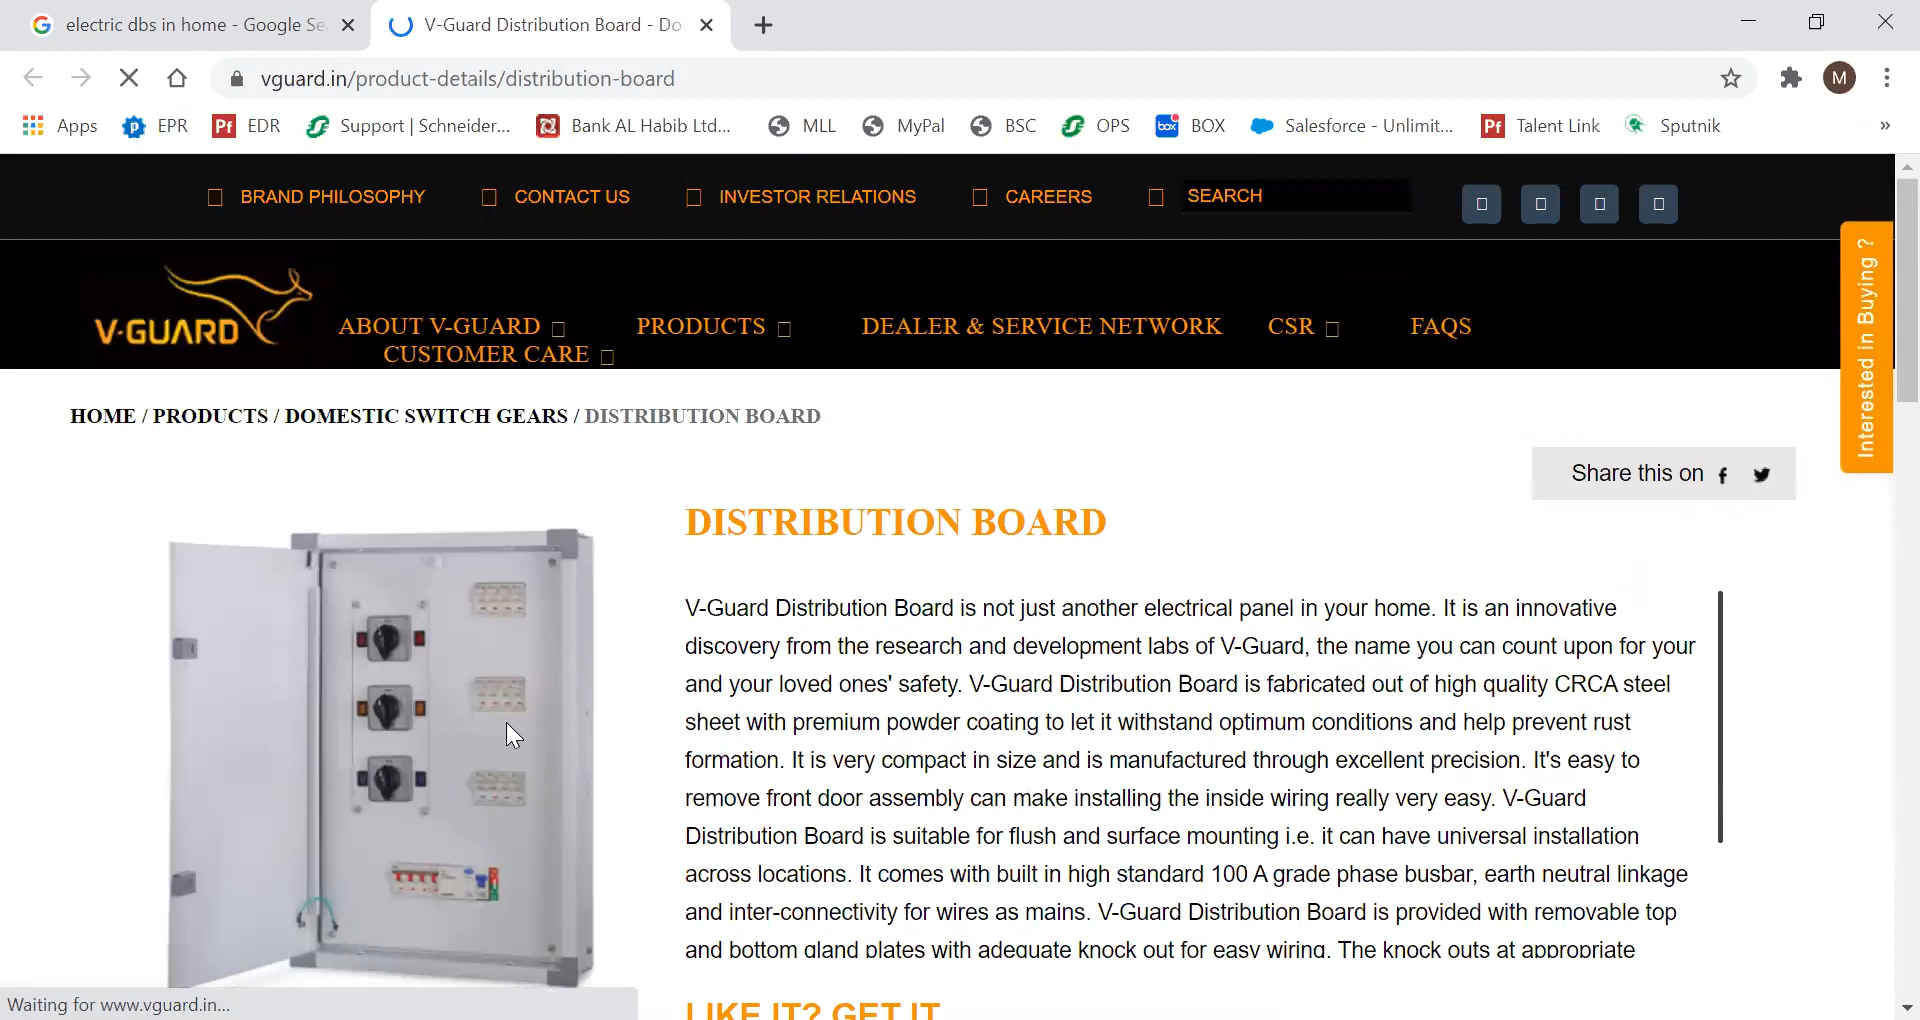 electric dbs in home - Google Se
V-Guard Distribution Board - Do
vguard.in/product-details/distribution-board
M
Apps
EPR
Pf EDR
Support | Schneider...
Bank AL Habib Ltd...
MLL
MyPal
BSC
OPS
box BOX
Salesforce - Unlimit...
Pf Talent Link
Sputnik
»
BRAND PHILOSOPHY
CONTACT US
INVESTOR RELATIONS
CAREERS
SEARCH
V-GUARD
ABOUT V-GUARD
PRODUCTS
DEALER & SERVICE NETWORK
CSR
FAQS
CUSTOMER CARE
Interested in Buying ?
HOME / PRODUCTS / DOMESTIC SWITCH GEARS / DISTRIBUTION BOARD
Share this on
DISTRIBUTION BOARD
V-Guard Distribution Board is not just another electrical panel in your home. It is an innovative
discovery from the research and development labs of V-Guard, the name you can count upon for your
and your loved ones' safety. V-Guard Distribution Board is fabricated out of high quality CRCA steel
sheet with premium powder coating to let it withstand optimum conditions and help prevent rust
formation. It is very compact in size and is manufactured through excellent precision. It's easy to
remove front door assembly can make installing the inside wiring really very easy. V-Guard
Distribution Board is suitable for flush and surface mounting i.e. it can have universal installation
across locations. It comes with built in high standard 100 A grade phase busbar, earth neutral linkage
and inter-connectivity for wires as mains. V-Guard Distribution Board is provided with removable top
and bottom gland plates with adequate knock out for easy wiring. The knock outs at appropriate
LIKE IT? GET IT
Waiting for www.vguard.in...